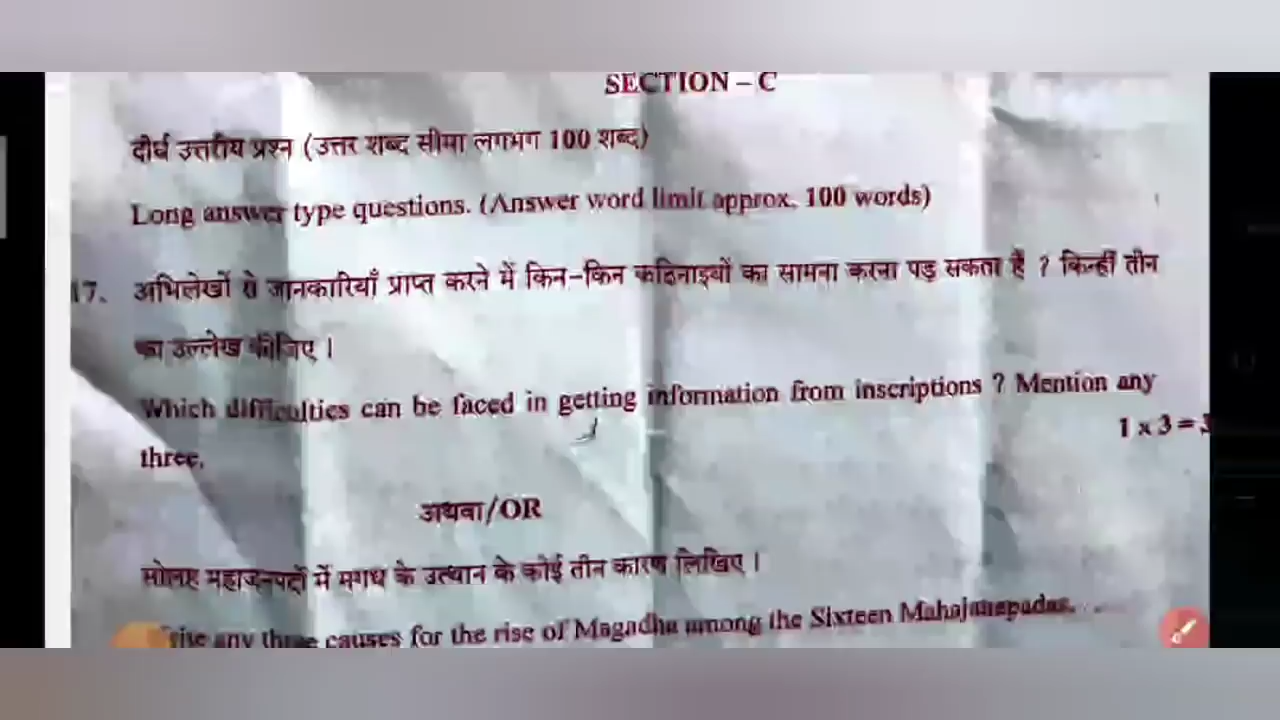 SECTION – C
दीर्घ उत्तरीय प्रश्न (उत्तर शब्द सीमा लगभग 100 शब्द)
Long answer type questions. (Answer word limit approx. 100 words)
17. अभिलेखों से जानकारियाँ प्राप्त करने में किन-किन कठिनाइयों का सामना करना पड़ सकता है ? किन्हीं तीन
का उल्लेख कीजिए ।
Which difficulties can be faced in getting information from inscriptions ? Mention any
three.
1 x 3 = 3
अथवा/OR
सोलह महाजनपदों में मगध के उत्थान के कोई तीन कारण लिखिए ।
any three causes for the rise of Magadha among the Sixteen Mahajanapadas.